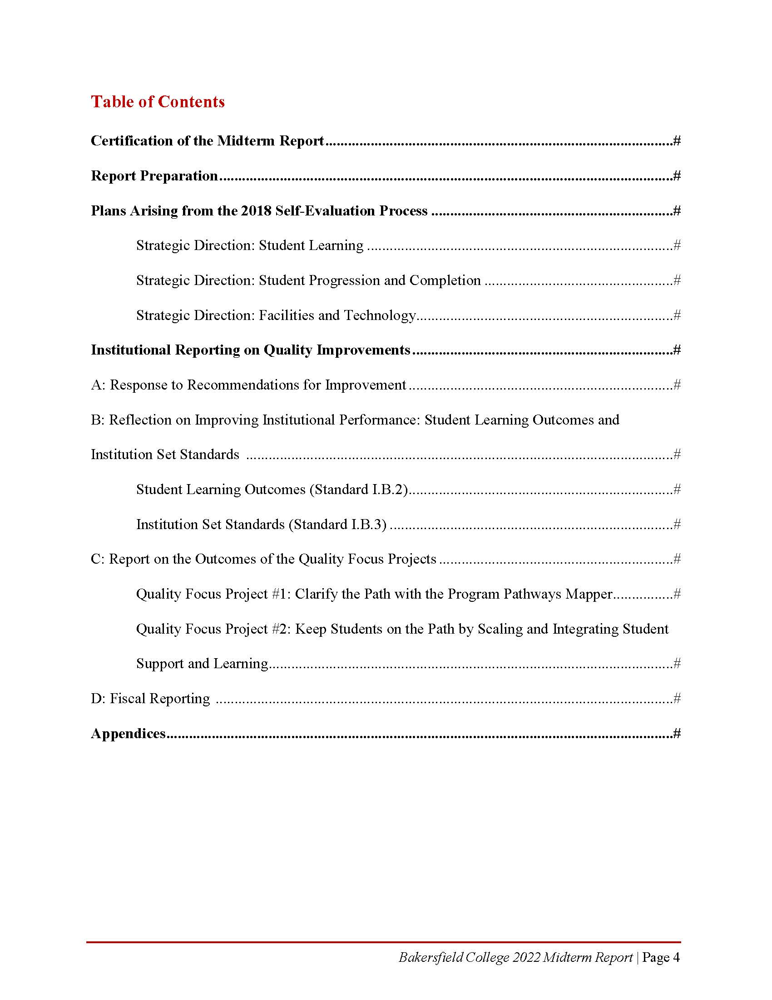 Table of Contents
Certification of the Midterm Report............................................................................................#
Report Preparation........................................................................................................................#
Plans Arising from the 2018 Self-Evaluation Process ................................................................#
Strategic Direction: Student Learning .................................................................................#
Strategic Direction: Student Progression and Completion ..................................................#
Strategic Direction: Facilities and Technology....................................................................#
Institutional Reporting on Quality Improvements.....................................................................#
A: Response to Recommendations for Improvement......................................................................#
B: Reflection on Improving Institutional Performance: Student Learning Outcomes and
Institution Set Standards .................................................................................................................#
Student Learning Outcomes (Standard I.B.2)......................................................................#
Institution Set Standards (Standard I.B.3) ...........................................................................#
C: Report on the Outcomes of the Quality Focus Projects ..............................................................#
Quality Focus Project #1: Clarify the Path with the Program Pathways Mapper................#
Quality Focus Project #2: Keep Students on the Path by Scaling and Integrating Student
Support and Learning...........................................................................................................#
D: Fiscal Reporting .........................................................................................................................#
Appendices......................................................................................................................................#
Bakersfield College 2022 Midterm Report | Page 4